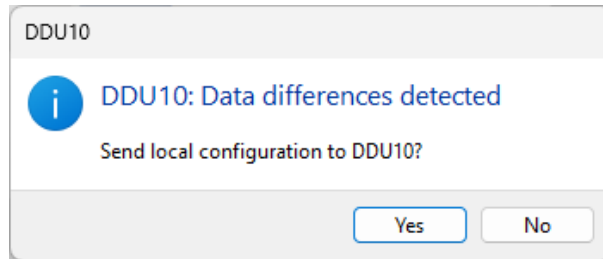 DDU10
DDU10: Data differences detected
Send local configuration to DDU10?
Yes No